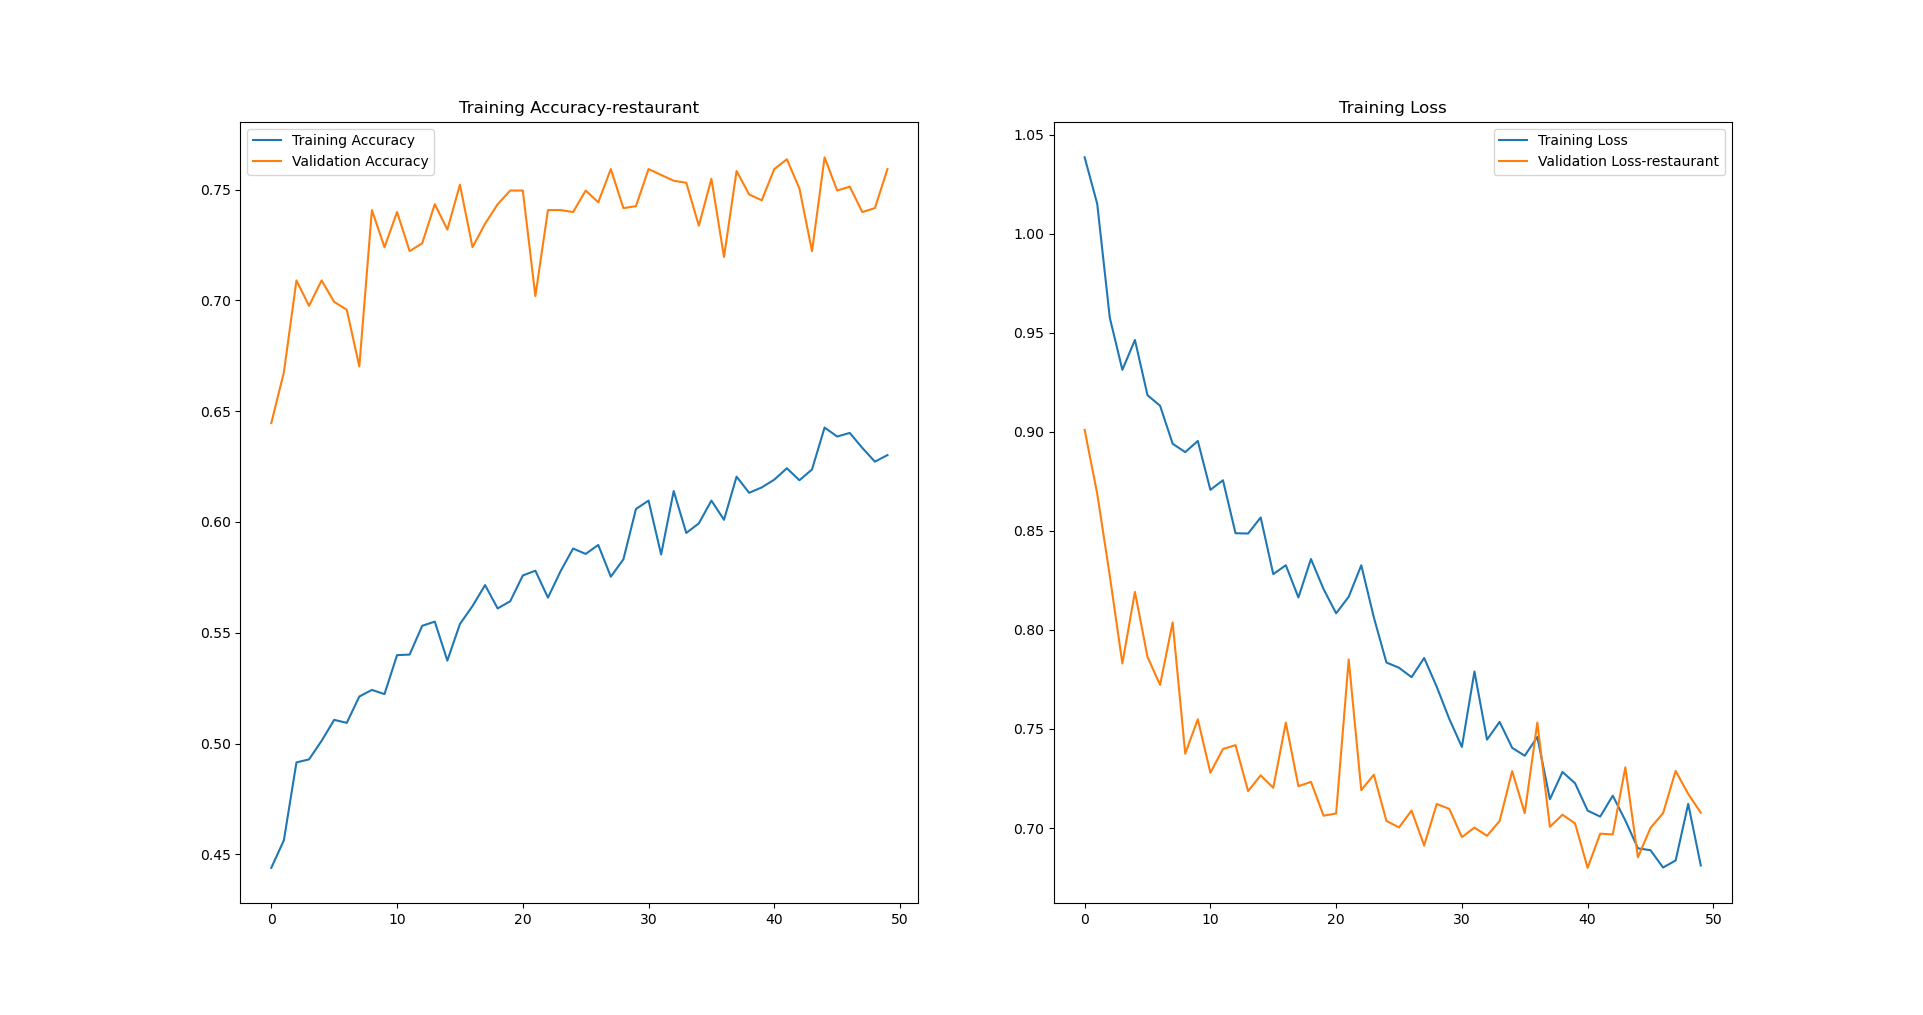 Training Accuracy-restaurant
Training Accuracy
Validation Accuracy
0.75
0.70
0.65
0.60
0.55
0.50
0.45
0 10 20 30 40 50
Training Loss
Training Loss
Validation Loss-restaurant
1.05
1.00
0.95
0.90
0.85
0.80
0.75
0.70
0 10 20 30 40 50